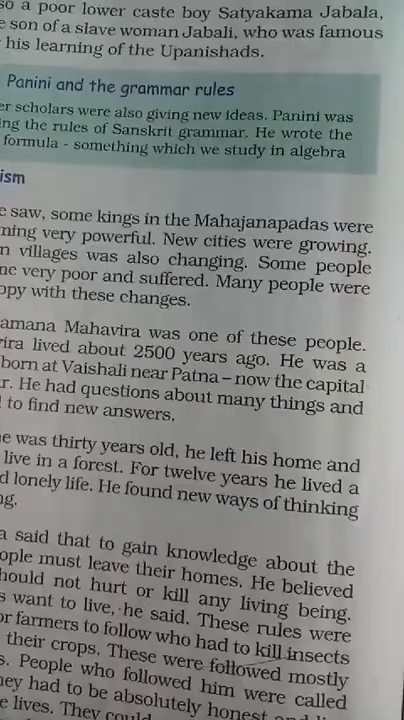 so a poor lower caste boy Satyakama Jabala,
son of a slave woman Jabali, who was famous
his learning of the Upanishads.
Panini and the grammar rules
er scholars were also giving new ideas. Panini was
ing the rules of Sanskrit grammar. He wrote the
formula - something which we study in algebra
ism
e saw, some kings in the Mahajanapadas were
ming very powerful. New cities were growing.
n villages was also changing. Some people
me very poor and suffered. Many people were
ppy with these changes.
amana Mahavira was one of these people.
vira lived about 2500 years ago. He was a
born at Vaishali near Patna – now the capital
r. He had questions about many things and
to find new answers.
e was thirty years old, he left his home and
live in a forest. For twelve years he lived a
d lonely life. He found new ways of thinking
ng.
a said that to gain knowledge about the
ople must leave their homes. He believed
hould not hurt or kill any living being.
s want to live, he said. These rules were
or farmers to follow who had to kill insects
their crops. These were followed mostly
s. People who followed him were called
hey had to be absolutely honest and
e lives. They could